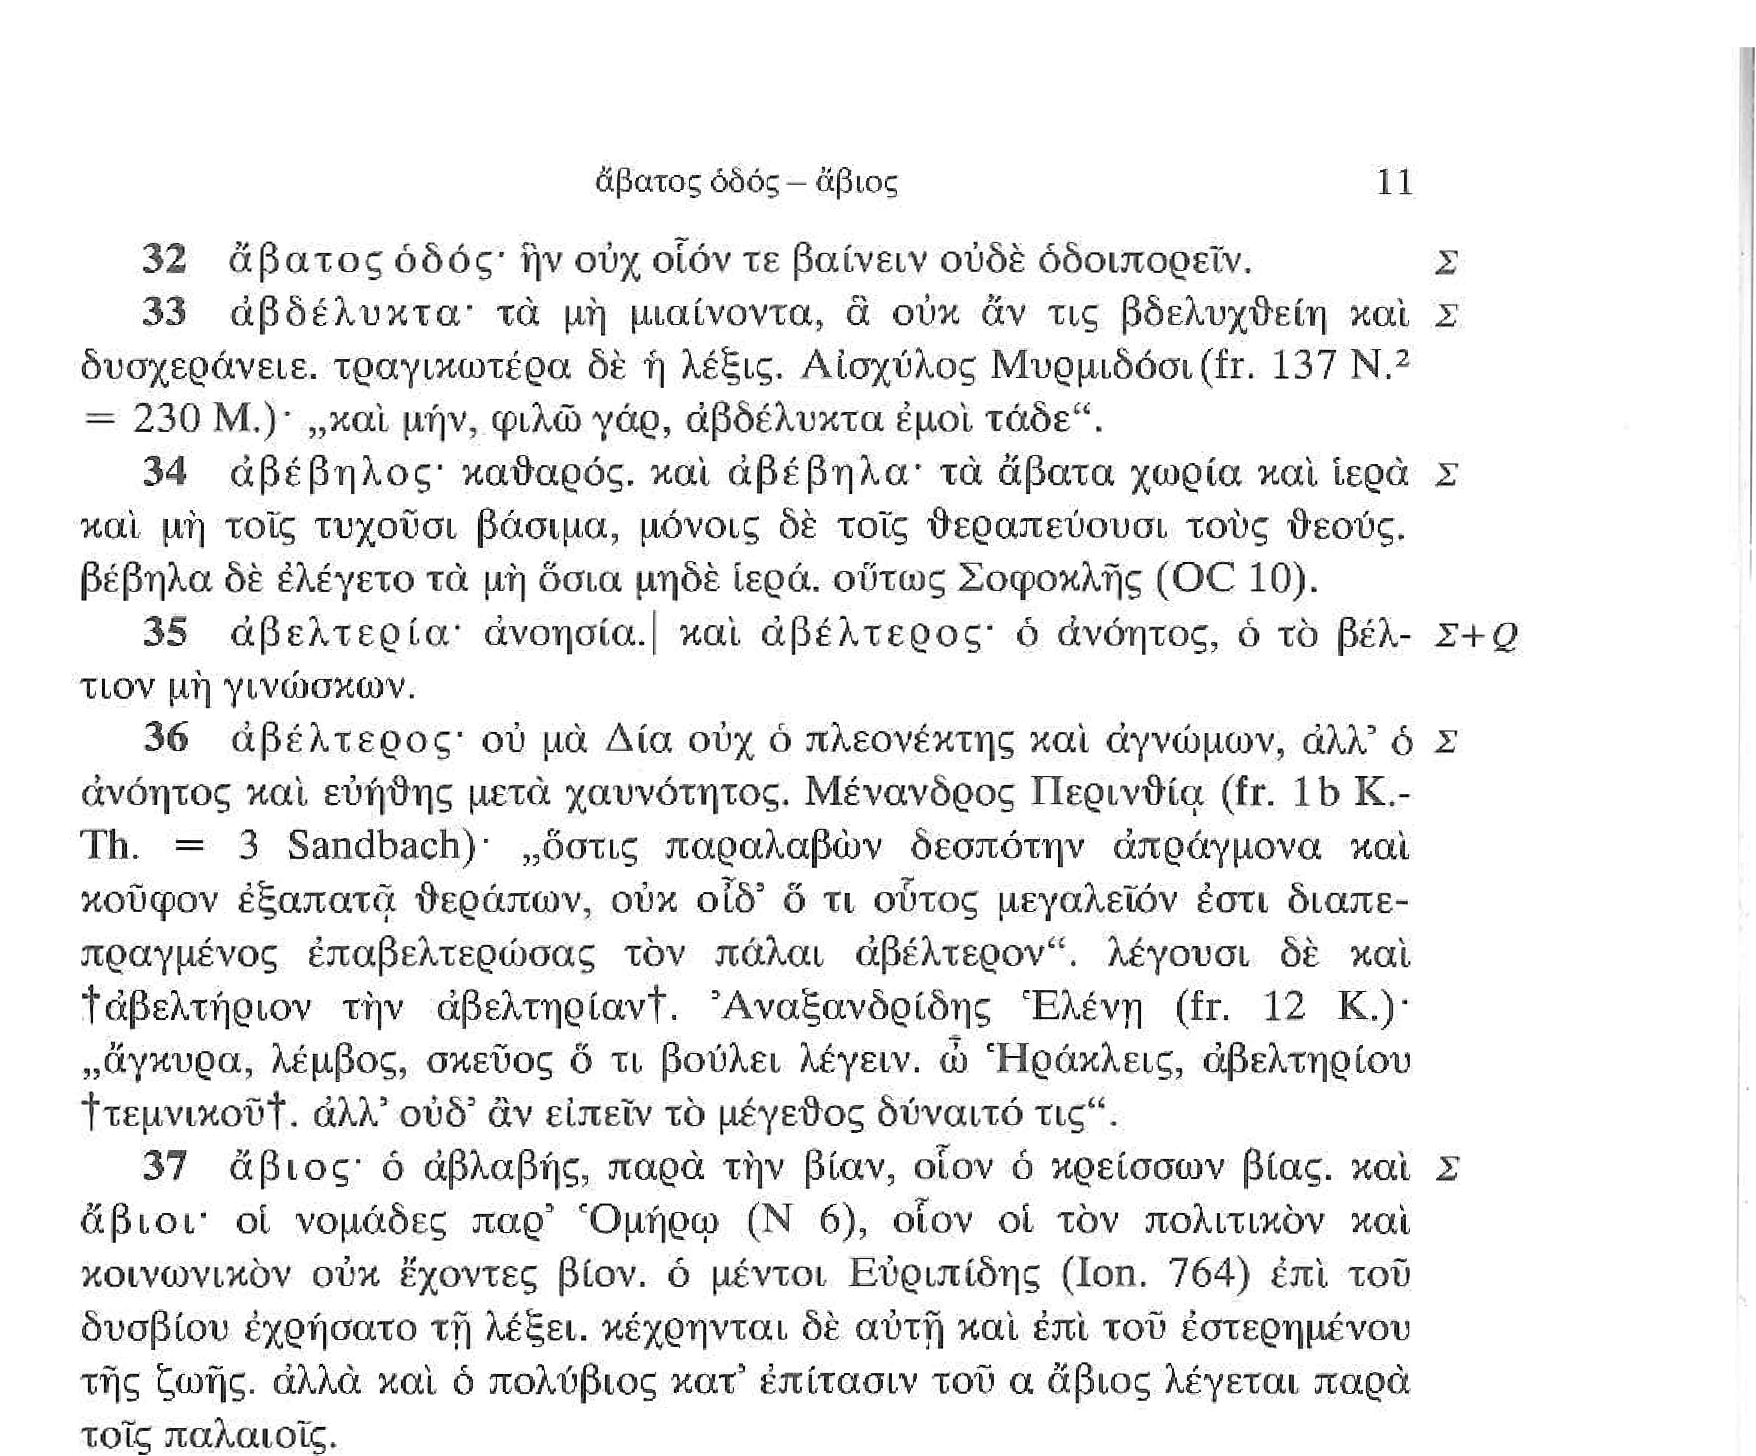 ἄβατος ὁδός – ἄβιος 11
32 ἄβατος ὁδός· ἣν οὐχ οἷόν τε βαίνειν οὐδὲ ὁδοιπορεῖν. Σ
33 ἀβδέλυκτα· τὰ μὴ μιαίνοντα, ἃ οὐκ ἄν τις βδελυχθείη καὶ Σ
δυσχεράνειε. τραγικωτέρα δὲ ἡ λέξις. Αἰσχύλος Μυρμιδόσι (fr. 137 N.²
= 230 M.)· „καὶ μήν, φιλῶ γάρ, ἀβδέλυκτα ἐμοὶ τάδε“.
34 ἀβέβηλος· καθαρός. καὶ ἀβέβηλα· τὰ ἄβατα χωρία καὶ ἱερὰ Σ
καὶ μὴ τοῖς τυχοῦσι βάσιμα, μόνοις δὲ τοῖς θεραπεύουσι τοὺς θεούς.
βέβηλα δὲ ἐλέγετο τὰ μὴ ὅσια μηδὲ ἱερά. οὕτως Σοφοκλῆς (OC 10).
35 ἀβελτερία· ἀνοησία.| καὶ ἀβέλτερος· ὁ ἀνόητος, ὁ τὸ βέλ- Σ+Q
τιον μὴ γινώσκων.
36 ἀβέλτερος· οὐ μὰ Δία οὐχ ὁ πλεονέκτης καὶ ἀγνώμων, ἀλλ’ ὁ Σ
ἀνόητος καὶ εὐήθης μετὰ χαυνότητος. Μένανδρος Περινθίᾳ (fr. 1b K.-
Th. = 3 Sandbach)· „ὅστις παραλαβὼν δεσπότην ἀπράγμονα καὶ
κοῦφον ἐξαπατᾷ θεράπων, οὐκ οἶδ’ ὅ τι οὗτος μεγαλεῖόν ἐστι διαπε-
πραγμένος ἐπαβελτερώσας τὸν πάλαι ἀβέλτερον“. λέγουσι δὲ καὶ
†ἀβελτήριον τὴν ἀβελτηρίαν†. Ἀναξανδρίδης Ἑλένῃ (fr. 12 K.)·
„ἄγκυρα, λέμβος, σκεῦος ὅ τι βούλει λέγειν. ὦ Ἡράκλεις, ἀβελτηρίου
†τεμνικοῦ†. ἀλλ’ οὐδ’ ἂν εἰπεῖν τὸ μέγεθος δύναιτό τις“.
37 ἄβιος· ὁ ἀβλαβής, παρὰ τὴν βίαν, οἷον ὁ κρείσσων βίας. καὶ Σ
ἄβιοι· οἱ νομάδες παρ’ Ὁμήρῳ (N 6), οἷον οἱ τὸν πολιτικὸν καὶ
κοινωνικὸν οὐκ ἔχοντες βίον. ὁ μέντοι Εὐριπίδης (Ion. 764) ἐπὶ τοῦ
δυσβίου ἐχρήσατο τῇ λέξει. κέχρηνται δὲ αὐτῇ καὶ ἐπὶ τοῦ ἐστερημένου
τῆς ζωῆς. ἀλλὰ καὶ ὁ πολύβιος κατ’ ἐπίτασιν τοῦ α ἄβιος λέγεται παρὰ
τοῖς παλαιοῖς.